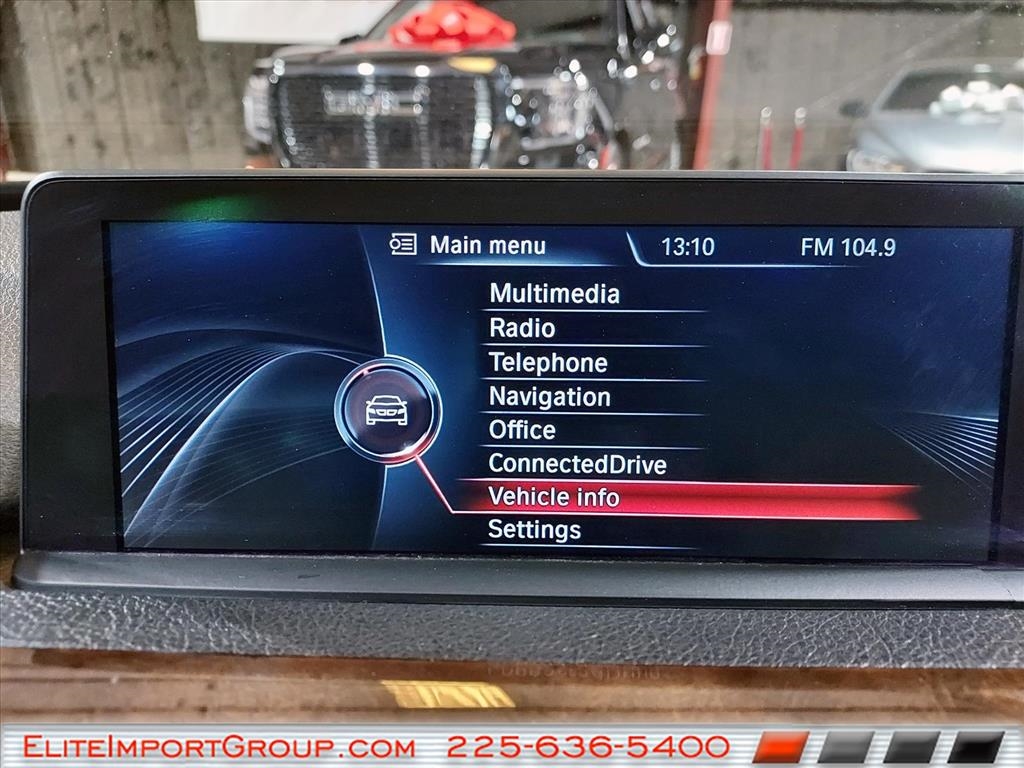 Main menu 13:10 FM 104.9
Multimedia
Radio
Telephone
Navigation
Office
ConnectedDrive
Vehicle info
Settings
EliteImportGroup.com 225-636-5400